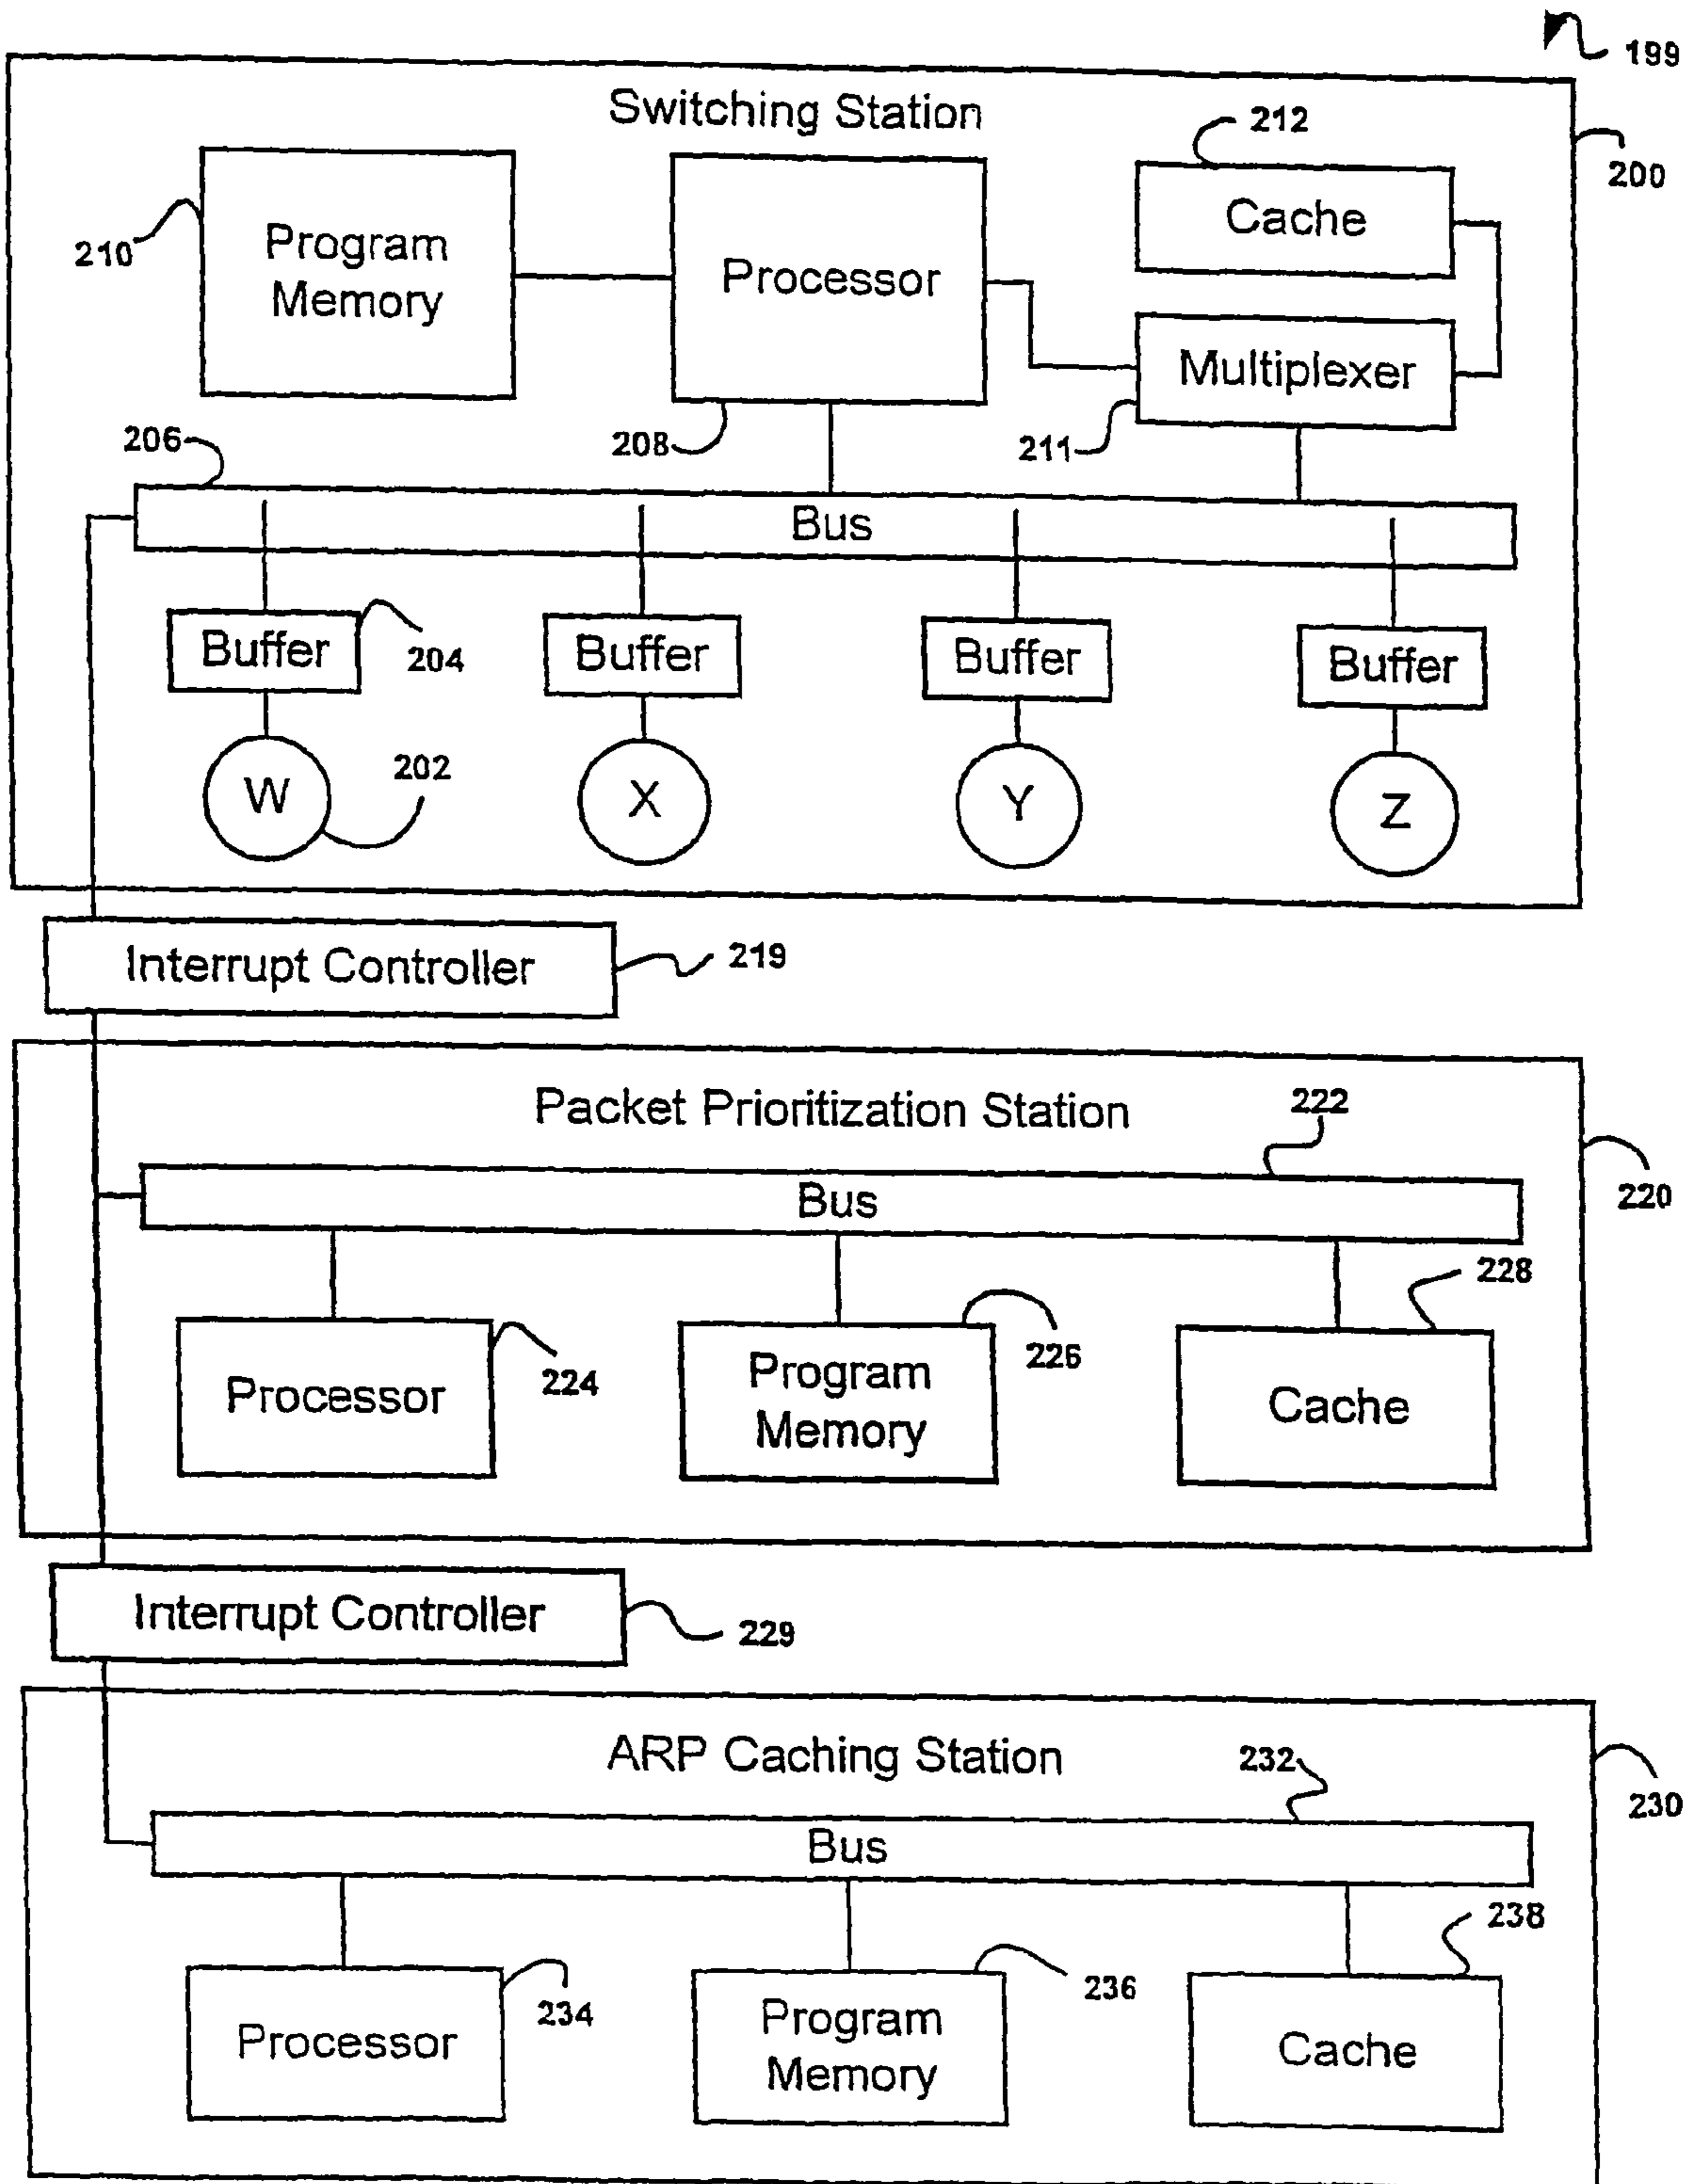 199
Switching Station
212
200
Cache
210
Program
Memory
Processor
Multiplexer
206
208
211
Bus
Buffer
204
Buffer
Buffer
Buffer
202
W
X
Y
Z
Interrupt Controller
219
Packet Prioritization Station
222
220
Bus
228
Processor
224
Program
Memory
226
Cache
Interrupt Controller
229
ARP Caching Station
232
230
Bus
238
Processor
234
Program
Memory
236
Cache